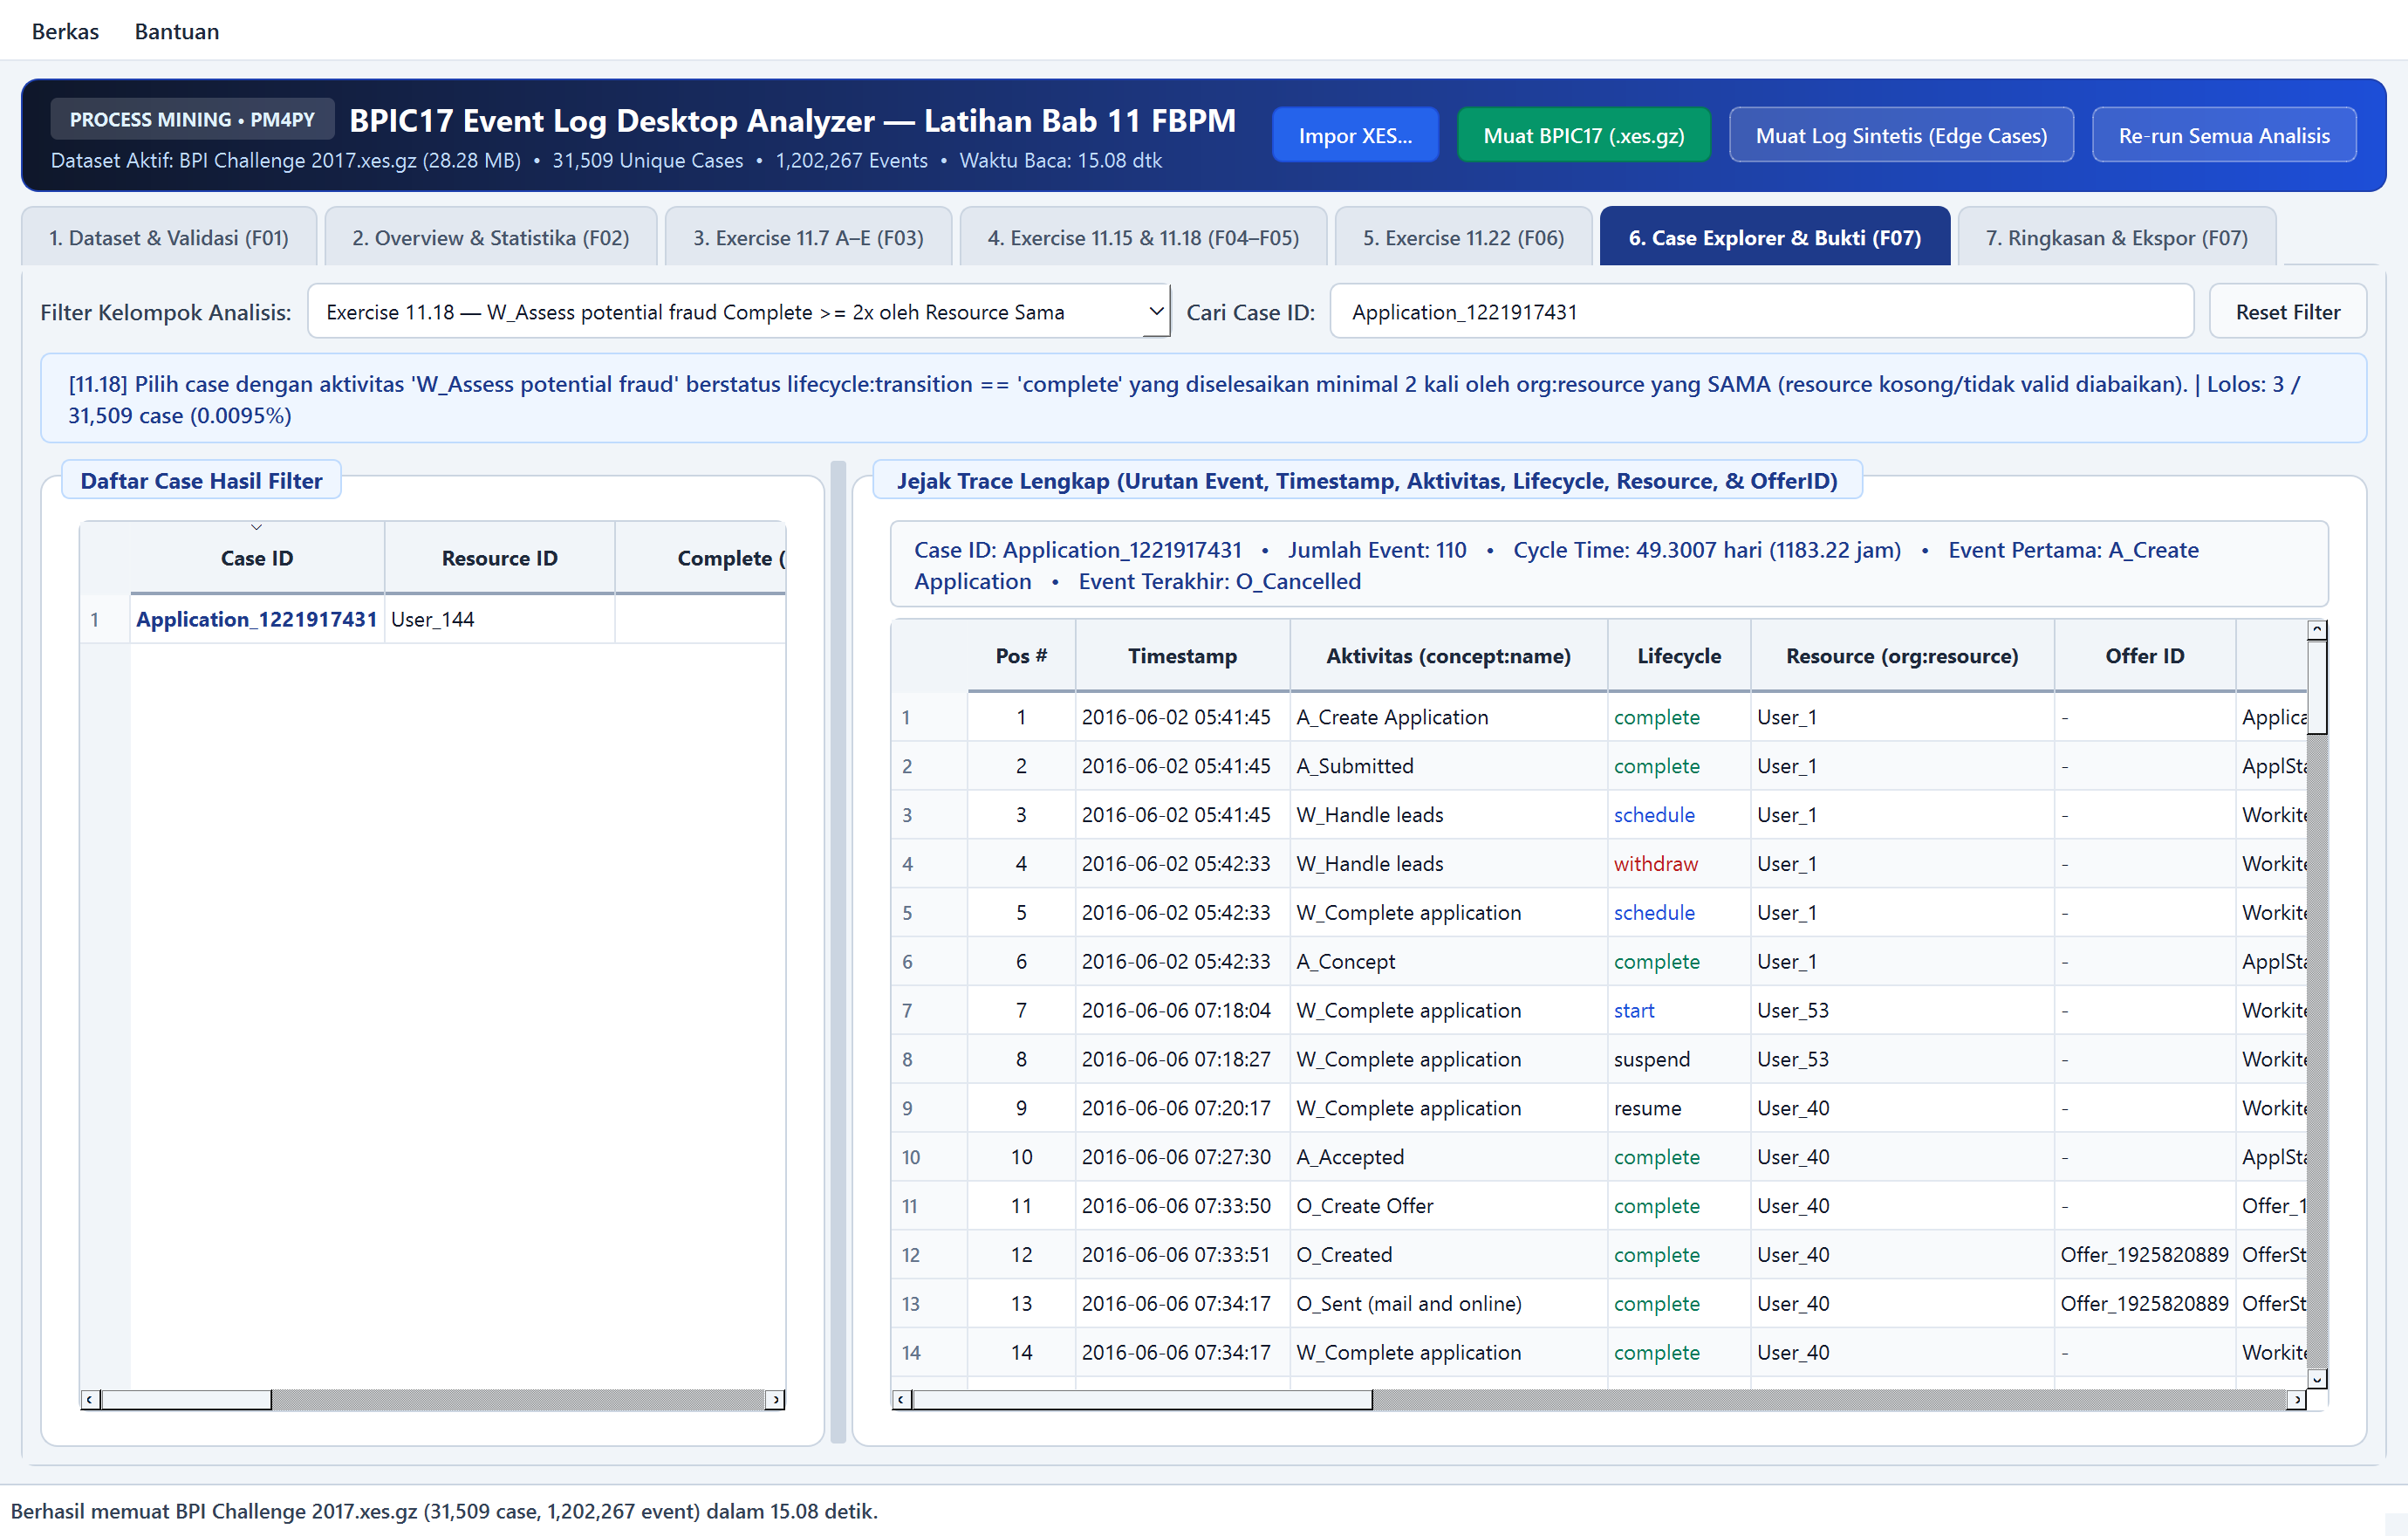 Berkas Bantuan
PROCESS MINING • PM4PY BPIC17 Event Log Desktop Analyzer — Latihan Bab 11 FBPM
Dataset Aktif: BPI Challenge 2017.xes.gz (28.28 MB) • 31,509 Unique Cases • 1,202,267 Events • Waktu Baca: 15.08 dtk
Impor XES... Muat BPIC17 (.xes.gz) Muat Log Sintetis (Edge Cases) Re-run Semua Analisis
1. Dataset & Validasi (F01) 2. Overview & Statistika (F02) 3. Exercise 11.7 A–E (F03) 4. Exercise 11.15 & 11.18 (F04–F05) 5. Exercise 11.22 (F06) 6. Case Explorer & Bukti (F07) 7. Ringkasan & Ekspor (F07)
Filter Kelompok Analisis: Exercise 11.18 — W_Assess potential fraud Complete >= 2x oleh Resource Sama Cari Case ID: Application_1221917431 Reset Filter
[11.18] Pilih case dengan aktivitas 'W_Assess potential fraud' berstatus lifecycle:transition == 'complete' yang diselesaikan minimal 2 kali oleh org:resource yang SAMA (resource kosong/tidak valid diabaikan). | Lolos: 3 /
31,509 case (0.0095%)
Daftar Case Hasil Filter
Case ID Resource ID Complete (
1 Application_1221917431 User_144
Jejak Trace Lengkap (Urutan Event, Timestamp, Aktivitas, Lifecycle, Resource, & OfferID)
Case ID: Application_1221917431 • Jumlah Event: 110 • Cycle Time: 49.3007 hari (1183.22 jam) • Event Pertama: A_Create
Application • Event Terakhir: O_Cancelled
Pos # Timestamp Aktivitas (concept:name) Lifecycle Resource (org:resource) Offer ID
1 1 2016-06-02 05:41:45 A_Create Application complete User_1 - Applica
2 2 2016-06-02 05:41:45 A_Submitted complete User_1 - ApplSta
3 3 2016-06-02 05:41:45 W_Handle leads schedule User_1 - Workite
4 4 2016-06-02 05:42:33 W_Handle leads withdraw User_1 - Workite
5 5 2016-06-02 05:42:33 W_Complete application schedule User_1 - Workite
6 6 2016-06-02 05:42:33 A_Concept complete User_1 - ApplSta
7 7 2016-06-06 07:18:04 W_Complete application start User_53 - Workite
8 8 2016-06-06 07:18:27 W_Complete application suspend User_53 - Workite
9 9 2016-06-06 07:20:17 W_Complete application resume User_40 - Workite
10 10 2016-06-06 07:27:30 A_Accepted complete User_40 - ApplSta
11 11 2016-06-06 07:33:50 O_Create Offer complete User_40 - Offer_1
12 12 2016-06-06 07:33:51 O_Created complete User_40 Offer_1925820889 OfferSt
13 13 2016-06-06 07:34:17 O_Sent (mail and online) complete User_40 Offer_1925820889 OfferSt
14 14 2016-06-06 07:34:17 W_Complete application complete User_40 - Workite
Berhasil memuat BPI Challenge 2017.xes.gz (31,509 case, 1,202,267 event) dalam 15.08 detik.